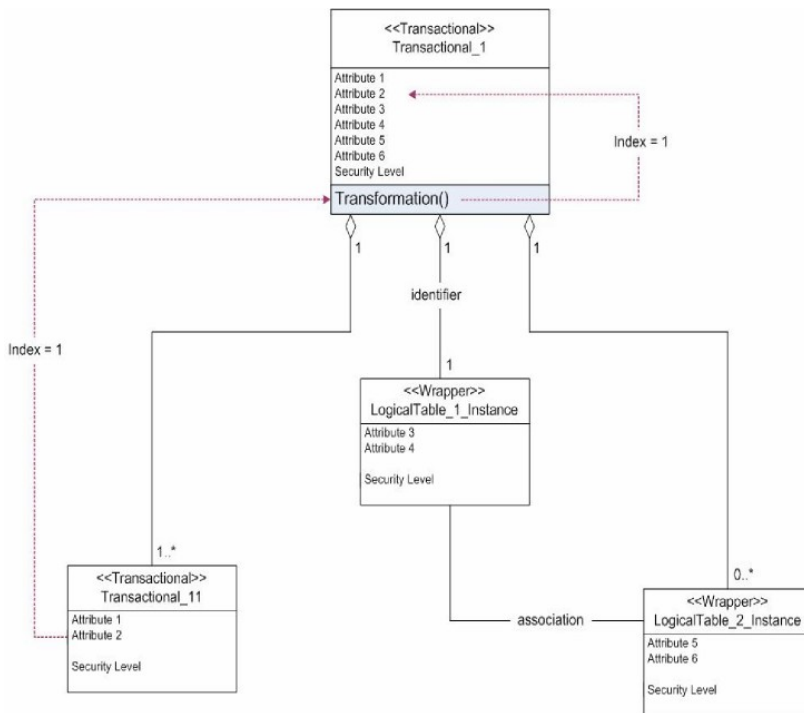 <<Transactional>>
Transactional_1
Attribute 1
Attribute 2
Attribute 3
Attribute 4
Attribute 5
Attribute 6
Security Level
Transformation()
Index = 1
1
1
1
identifier
Index = 1
1
<<Wrapper>>
LogicalTable_1_Instance
Attribute 3
Attribute 4
Security Level
1..*
<<Transactional>>
Transactional_11
Attribute 1
Attribute 2
Security Level
association
0..*
<<Wrapper>>
LogicalTable_2_Instance
Attribute 5
Attribute 6
Security Level